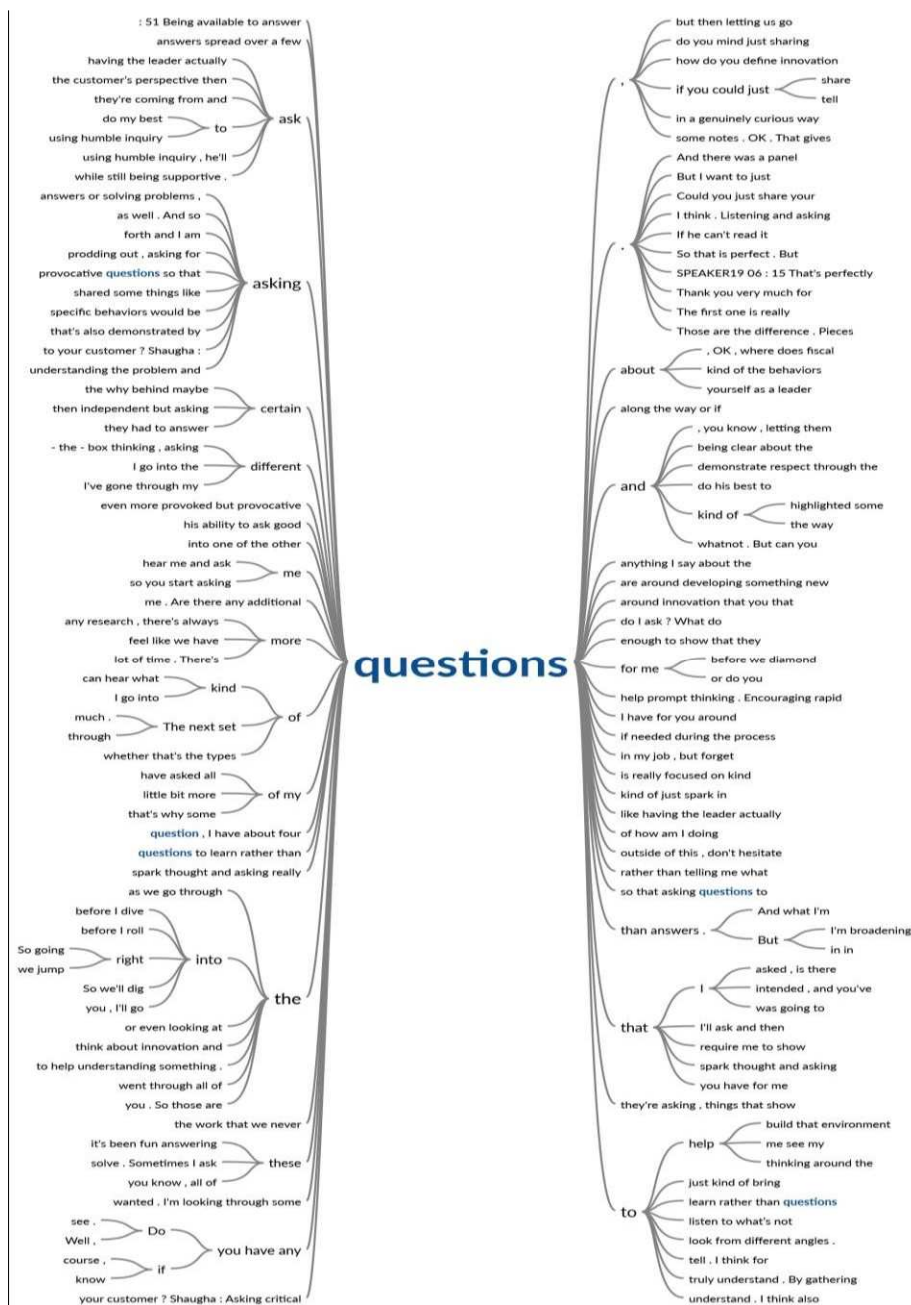 : 51 Being available to answer
answers spread over a few
having the leader actually
the customer's perspective then
they're coming from and
do my best
using humble inquiry
to
using humble inquiry , he'll
while still being supportive .
ask
answers or solving problems ,
as well . And so
forth and I am
prodding out , asking for
provocative questions so that
shared some things like
specific behaviors would be
that's also demonstrated by
to your customer ? Shaugha :
understanding the problem and
asking
the why behind maybe
then independent but asking
they had to answer
certain
- the - box thinking , asking
I go into the
I've gone through my
different
even more provoked but provocative
his ability to ask good
into one of the other
hear me and ask
so you start asking
me
me . Are there any additional
any research , there's always
feel like we have
lot of time . There's
more
can hear what
I go into
kind
much .
through
The next set
whether that's the types
of
have asked all
little bit more
that's why some
of my
question , I have about four
questions to learn rather than
spark thought and asking really
as we go through
before I dive
before I roll
So going
we jump
right
So we'll dig
you , I'll go
into
or even looking at
think about innovation and
to help understanding something .
went through all of
you . So those are
the
the work that we never
it's been fun answering
solve . Sometimes I ask
you know , all of
these
wanted . I'm looking through some
see .
Well ,
Do
course ,
know
if
you have any
your customer ? Shaugha : Asking critical
questions
,
but then letting us go
do you mind just sharing
how do you define innovation
if you could just
share
tell
in a genuinely curious way
some notes . OK . That gives
.
And there was a panel
But I want to just
Could you just share your
I think . Listening and asking
If he can't read it
So that is perfect . But
SPEAKER19 06 : 15 That's perfectly
Thank you very much for
The first one is really
Those are the difference . Pieces
about
, OK , where does fiscal
kind of the behaviors
yourself as a leader
along the way or if
and
, you know , letting them
being clear about the
demonstrate respect through the
do his best to
kind of
highlighted some
the way
whatnot . But can you
anything I say about the
are around developing something new
around innovation that you that
do I ask ? What do
enough to show that they
for me
before we diamond
or do you
help prompt thinking . Encouraging rapid
I have for you around
if needed during the process
in my job , but forget
is really focused on kind
kind of just spark in
like having the leader actually
of how am I doing
outside of this , don't hesitate
rather than telling me what
so that asking questions to
than answers .
And what I'm
But
I'm broadening
in in
that
I
asked , is there
intended , and you've
was going to
I'll ask and then
require me to show
spark thought and asking
you have for me
they're asking , things that show
to
help
build that environment
me see my
thinking around the
just kind of bring
learn rather than questions
listen to what's not
look from different angles .
tell . I think for
truly understand . By gathering
understand . I think also